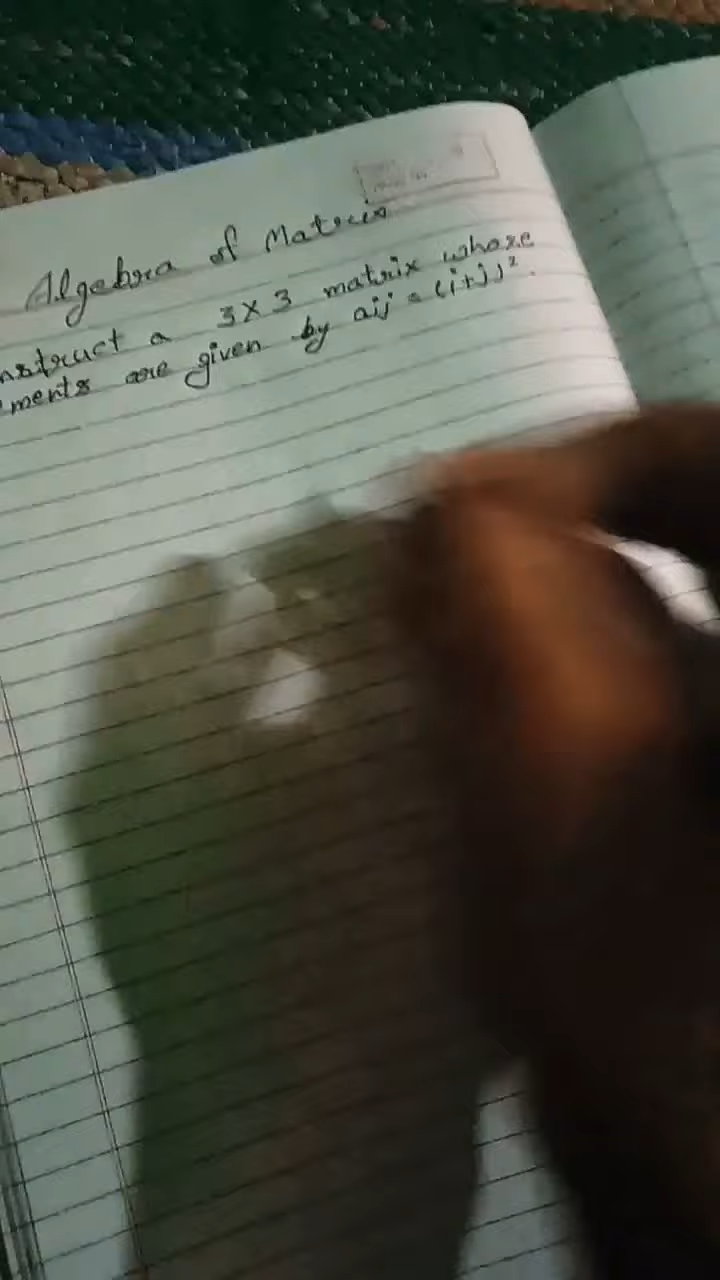 Algebra of Matrix
nstruct a 3x3 matrix whose
ments are given by aij = (i+j)².